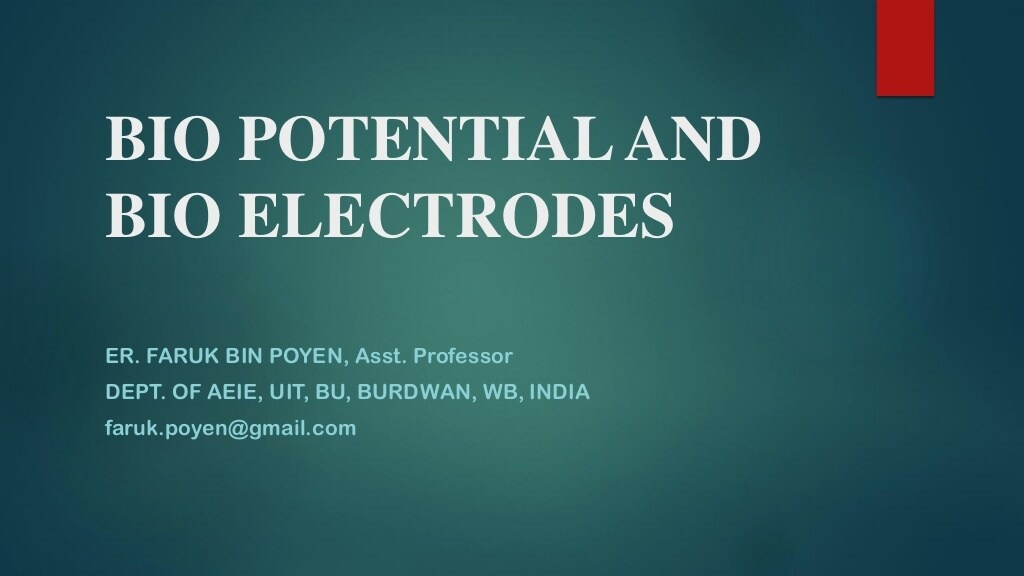 BIO POTENTIAL AND
BIO ELECTRODES
ER. FARUK BIN POYEN, Asst. Professor
DEPT. OF AEIE, UIT, BU, BURDWAN, WB, INDIA
faruk.poyen@gmail.com